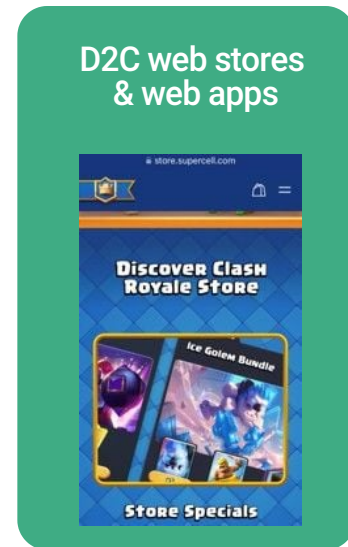 D2C web stores
& web apps
store.supercell.com
Discover Clash
Royale Store
Ice Golem Bundle
Store Specials